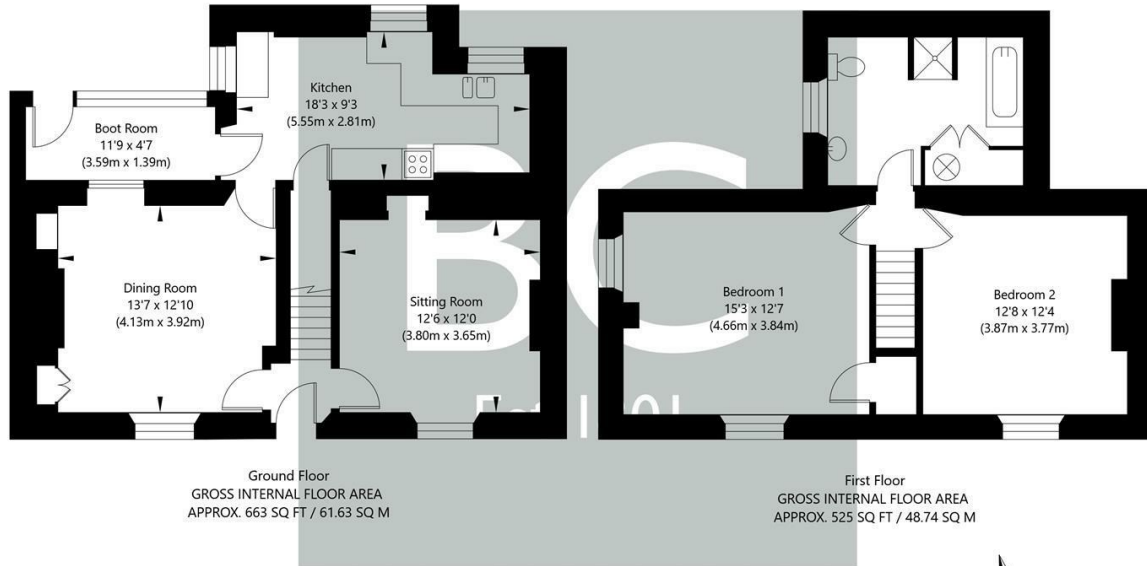 Kitchen
18'3 x 9'3
(5.55m x 2.81m)
Boot Room
11'9 x 4'7
(3.59m x 1.39m)
Dining Room
13'7 x 12'10
(4.13m x 3.92m)
Sitting Room
12'6 x 12'0
(3.80m x 3.65m)
Bedroom 1
15'3 x 12'7
(4.66m x 3.84m)
Bedroom 2
12'8 x 12'4
(3.87m x 3.77m)
BC
Ground Floor
GROSS INTERNAL FLOOR AREA
APPROX. 663 SQ FT / 61.63 SQ M
First Floor
GROSS INTERNAL FLOOR AREA
APPROX. 525 SQ FT / 48.74 SQ M